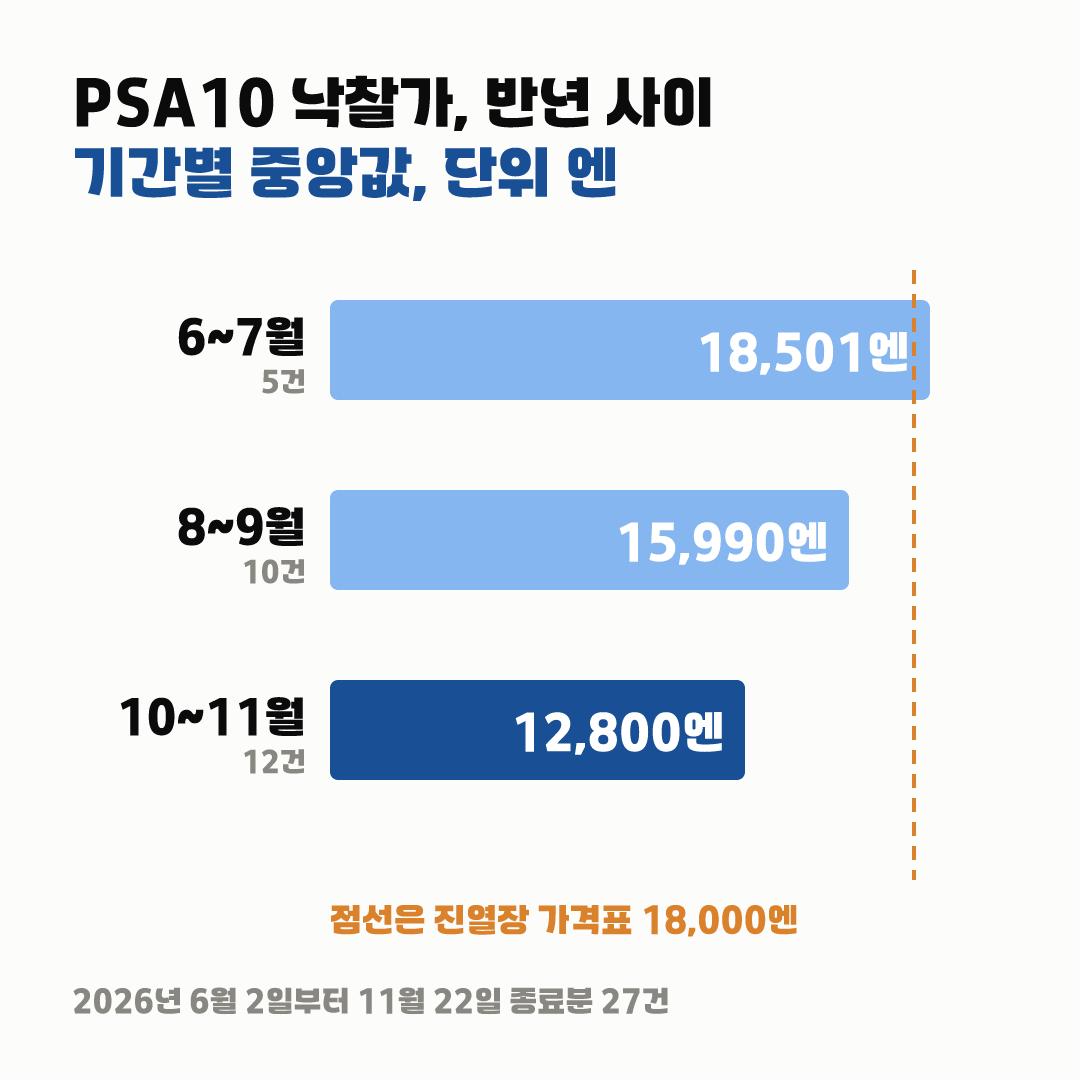 PSA10 낙찰가, 반년 사이
기간별 중앙값, 단위 엔
6~7월
5건
18,501엔
8~9월
10건
15,990엔
10~11월
12건
12,800엔
점선은 진열장 가격표 18,000엔
2026년 6월 2일부터 11월 22일 종료분 27건